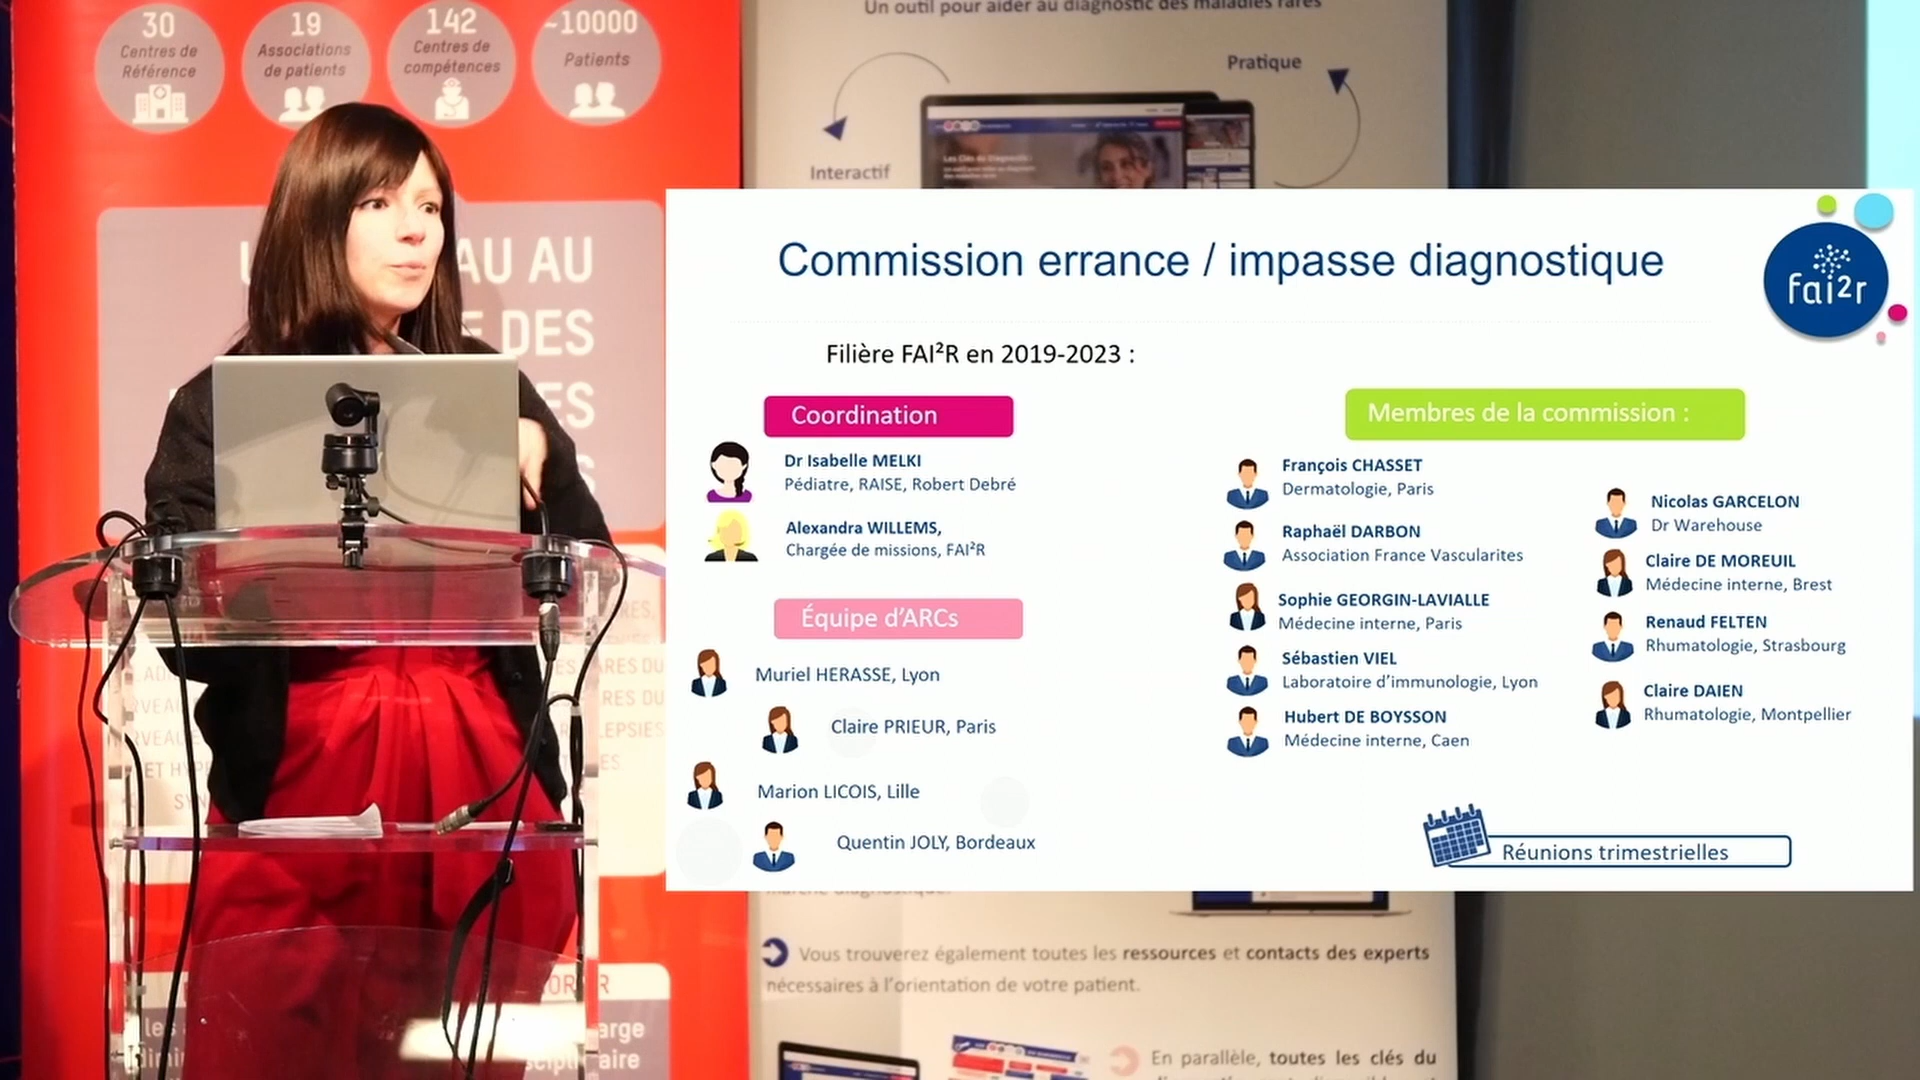 30
Centres de
Référence
19
Associations
de patients
142
Centres de
compétences
~10000
Patients
AU AU
DES
ES
Un outil pour aider au diagnostic des maladies rares
Pratique
Interactif
Commission errance / impasse diagnostique
fai²r
Filière FAI²R en 2019-2023 :
Coordination
Dr Isabelle MELKI
Pédiatre, RAISE, Robert Debré
Alexandra WILLEMS,
Chargée de missions, FAI²R
Équipe d’ARCs
Muriel HERASSE, Lyon
Claire PRIEUR, Paris
Marion LICOIS, Lille
Quentin JOLY, Bordeaux
Membres de la commission :
François CHASSET
Dermatologie, Paris
Raphaël DARBON
Association France Vascularites
Sophie GEORGIN-LAVIALLE
Médecine interne, Paris
Sébastien VIEL
Laboratoire d’immunologie, Lyon
Hubert DE BOYSSON
Médecine interne, Caen
Nicolas GARCELON
Dr Warehouse
Claire DE MOREUIL
Médecine interne, Brest
Renaud FELTEN
Rhumatologie, Strasbourg
Claire DAIEN
Rhumatologie, Montpellier
Réunions trimestrielles
Vous trouverez également toutes les ressources et contacts des experts
nécessaires à l’orientation de votre patient.
En parallèle, toutes les clés du